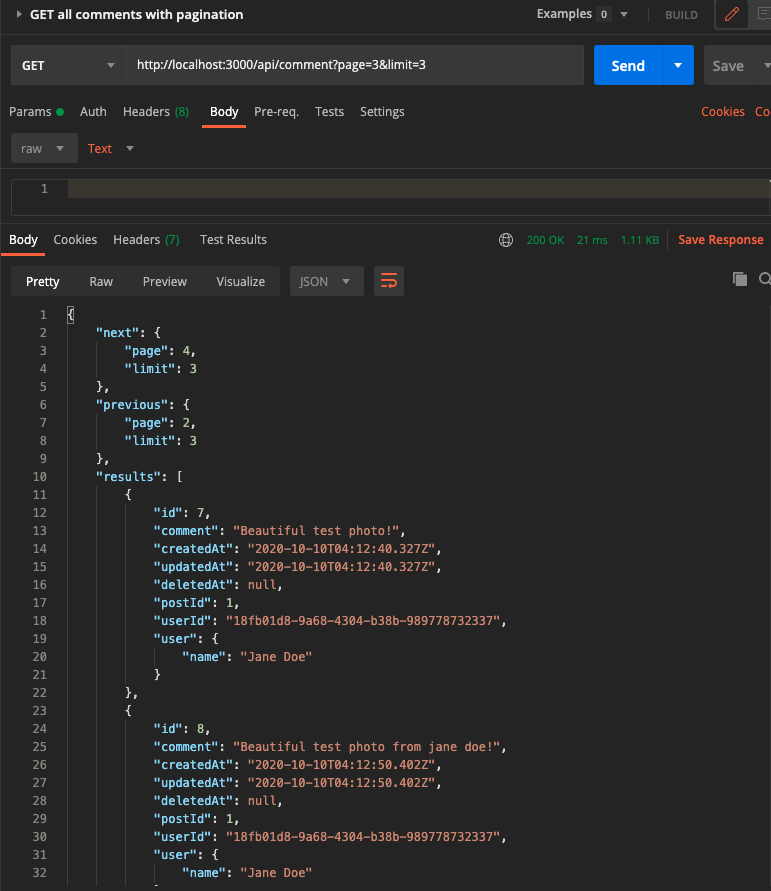 GET all comments with pagination Examples 0 BUILD
GET http://localhost:3000/api/comment?page=3&limit=3 Send Save
Params Auth Headers (8) Body Pre-req. Tests Settings Cookies Co
raw Text
1
Body Cookies Headers (7) Test Results 200 OK 21 ms 1.11 KB Save Response
Pretty Raw Preview Visualize JSON
1 {
2 "next": {
3 "page": 4,
4 "limit": 3
5 },
6 "previous": {
7 "page": 2,
8 "limit": 3
9 },
10 "results": [
11 {
12 "id": 7,
13 "comment": "Beautiful test photo!",
14 "createdAt": "2020-10-10T04:12:40.327Z",
15 "updatedAt": "2020-10-10T04:12:40.327Z",
16 "deletedAt": null,
17 "postId": 1,
18 "userId": "18fb01d8-9a68-4304-b38b-989778732337",
19 "user": {
20 "name": "Jane Doe"
21 }
22 },
23 {
24 "id": 8,
25 "comment": "Beautiful test photo from jane doe!",
26 "createdAt": "2020-10-10T04:12:50.402Z",
27 "updatedAt": "2020-10-10T04:12:50.402Z",
28 "deletedAt": null,
29 "postId": 1,
30 "userId": "18fb01d8-9a68-4304-b38b-989778732337",
31 "user": {
32 "name": "Jane Doe"